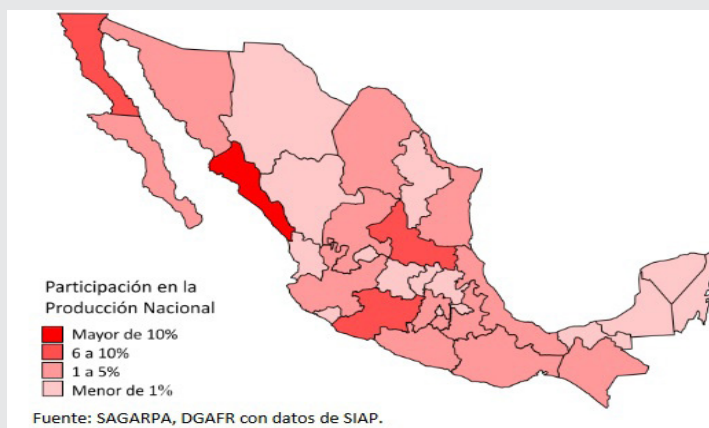 Participación en la
Producción Nacional
Mayor de 10%
6 a 10%
1 a 5%
Menor de 1%
Fuente: SAGARPA, DGAFR con datos de SIAP.